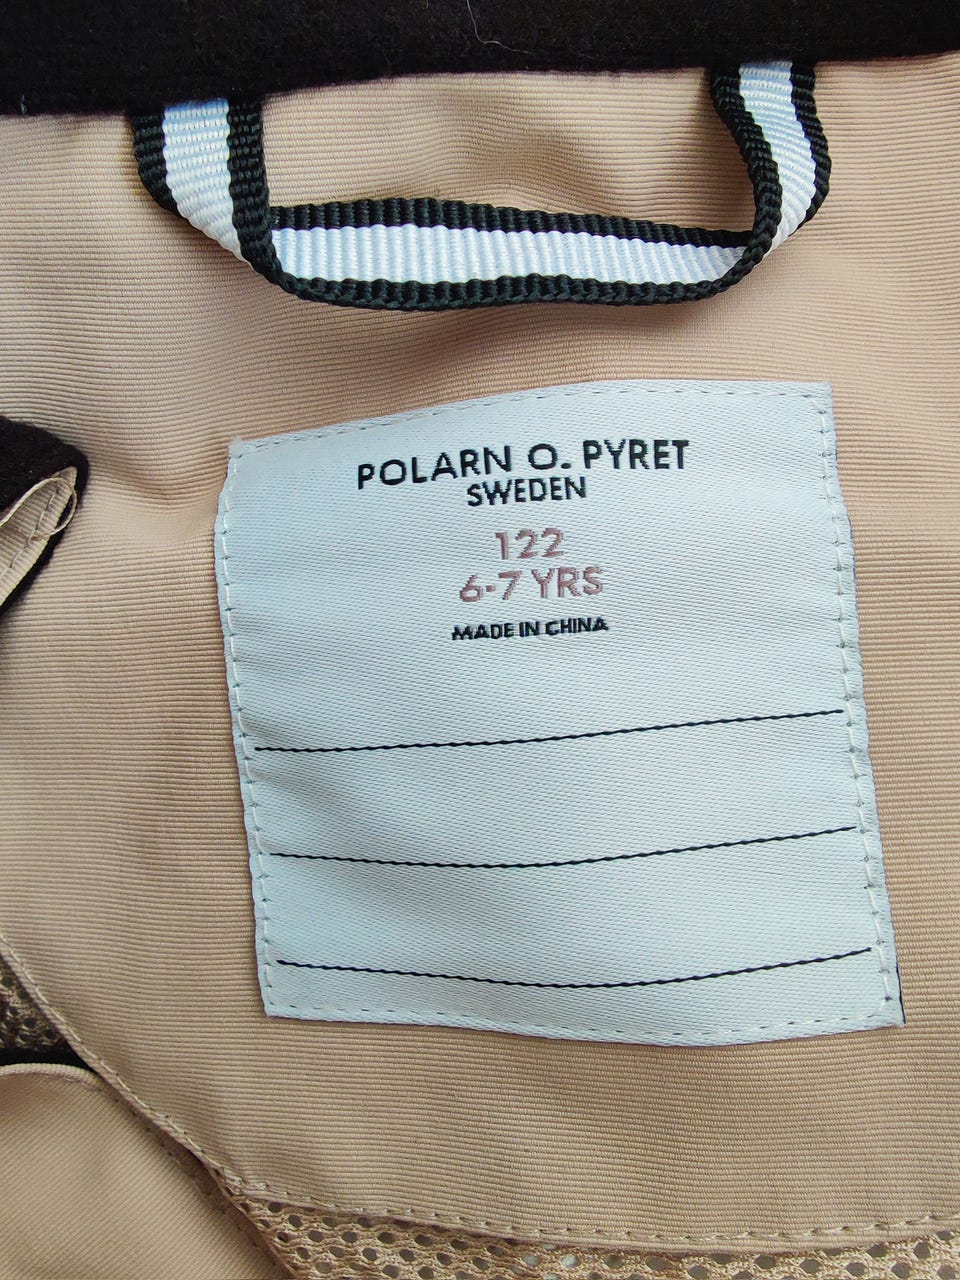 POLARN O. PYRET
SWEDEN
122
6-7 YRS
MADE IN CHINA